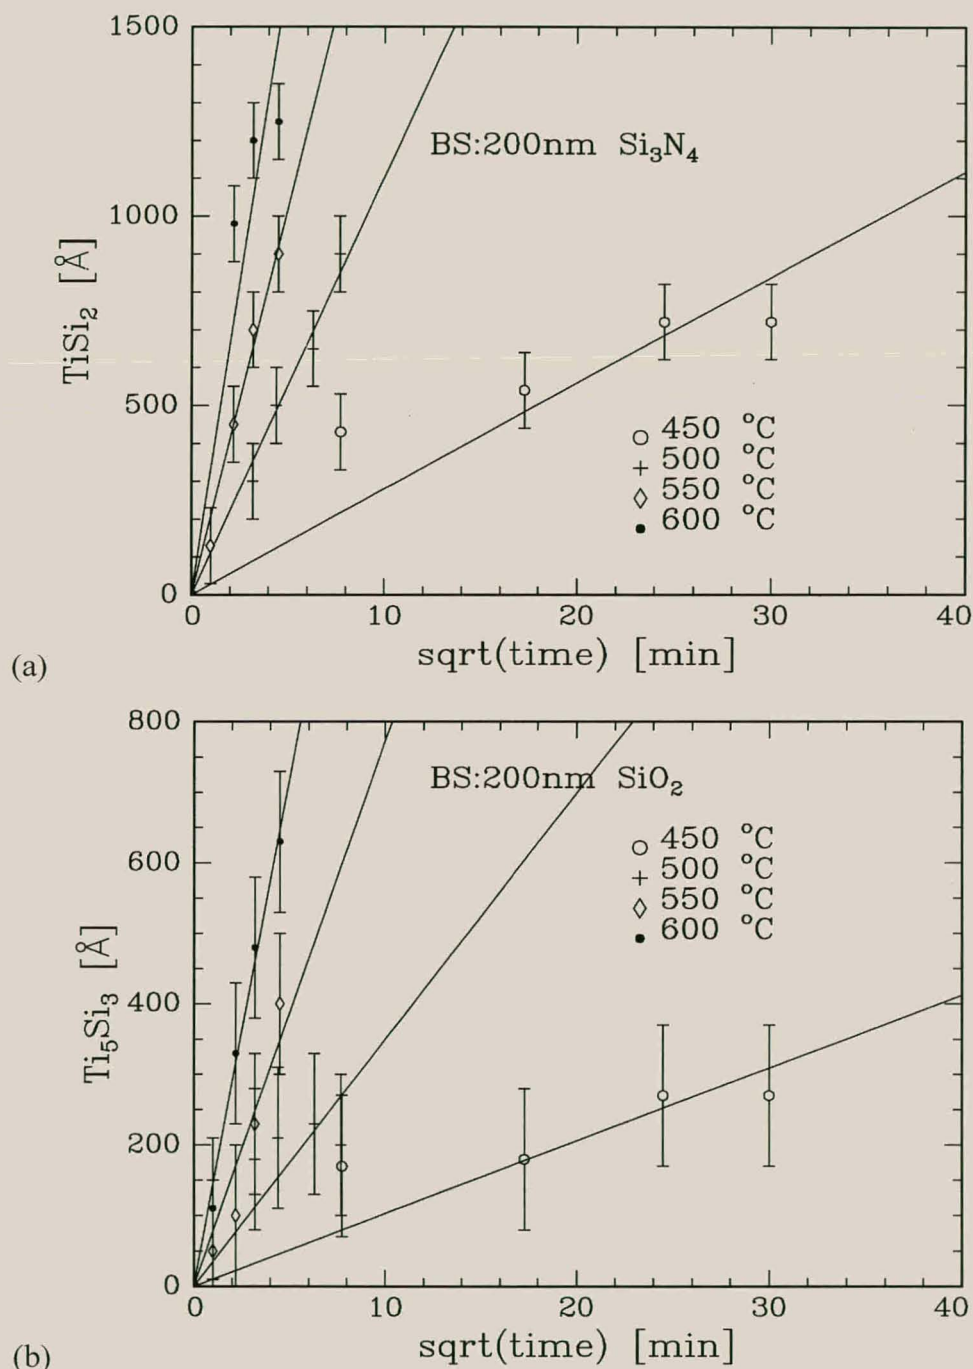 1500
1000
500
0
TiSi₂ [Å]
BS:200nm Si₃N₄
450 °C
500 °C
550 °C
600 °C
0 10 20 30 40
sqrt(time) [min]
(a)
800
600
400
200
0
Ti₅Si₃ [Å]
BS:200nm SiO₂
450 °C
500 °C
550 °C
600 °C
0 10 20 30 40
sqrt(time) [min]
(b)